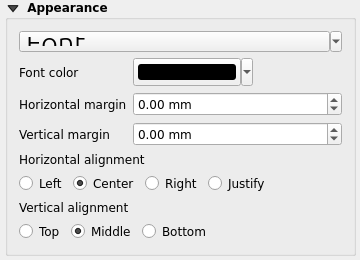 Appearance
Font
Font color
Horizontal margin 0.00 mm
Vertical margin 0.00 mm
Horizontal alignment
Left Center Right Justify
Vertical alignment
Top Middle Bottom